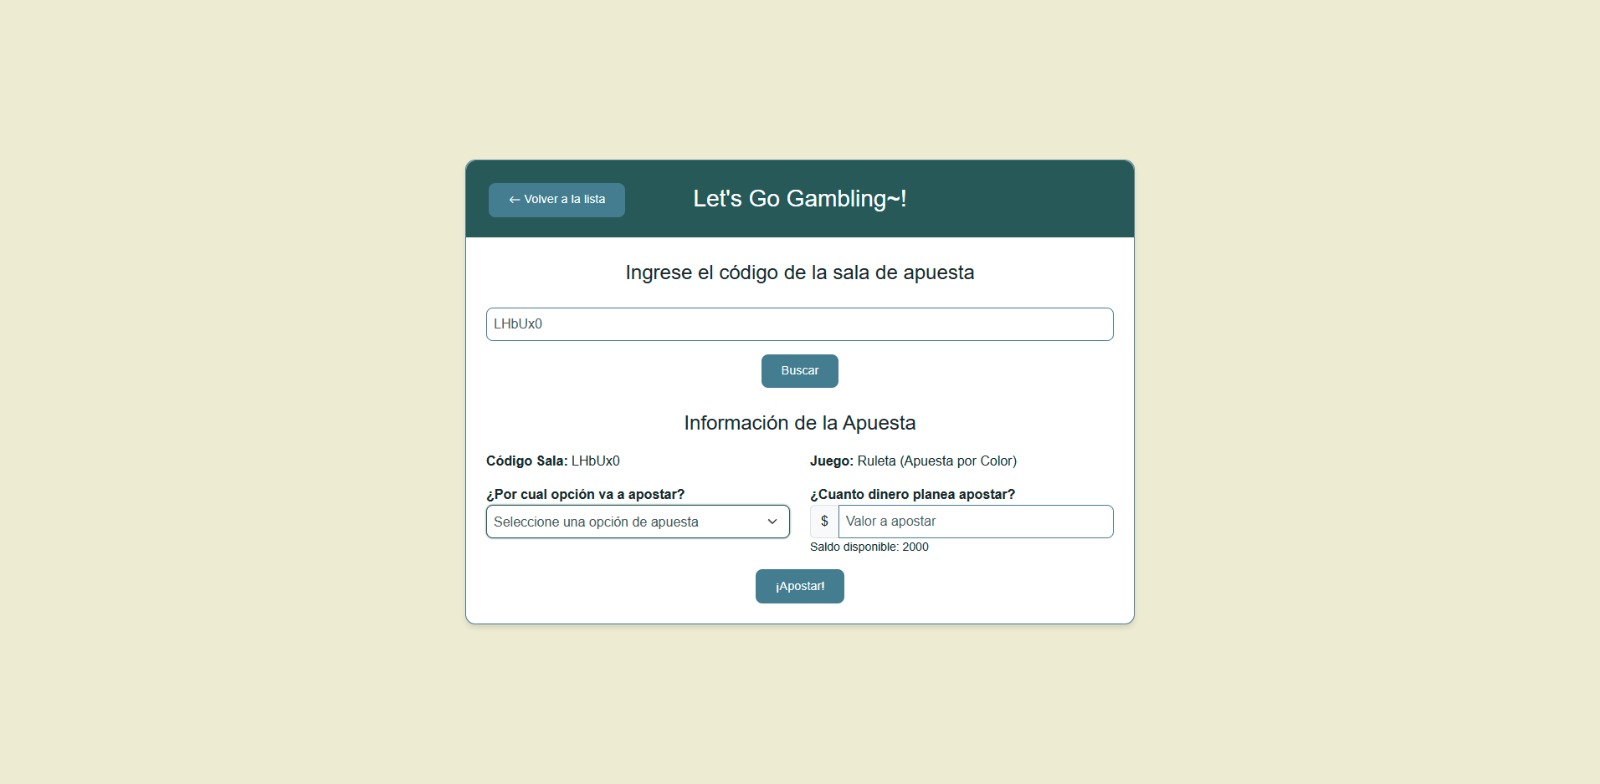 ← Volver a la lista
Let's Go Gambling~!
Ingrese el código de la sala de apuesta
LHbUx0
Buscar
Información de la Apuesta
Código Sala: LHbUx0
Juego: Ruleta (Apuesta por Color)
¿Por cual opción va a apostar?
¿Cuanto dinero planea apostar?
Seleccione una opción de apuesta
$ Valor a apostar
Saldo disponible: 2000
¡Apostar!